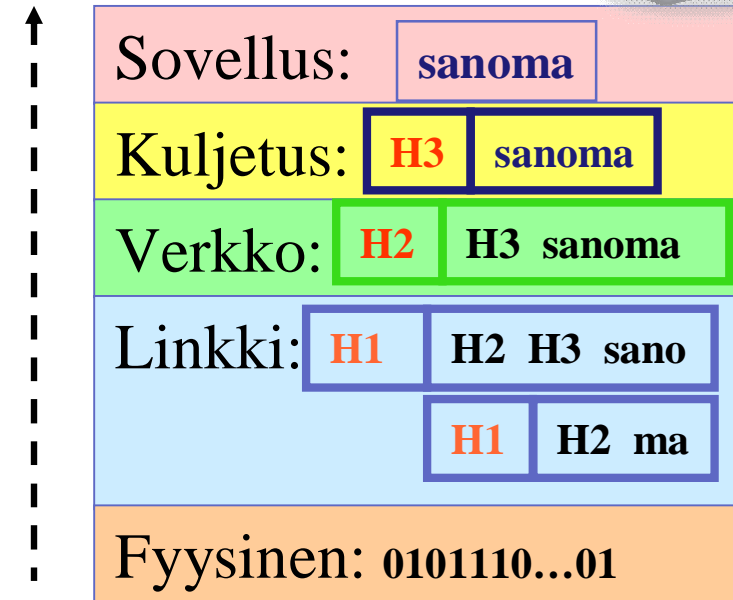 Sovellus: sanoma
Kuljetus: H3 sanoma
Verkko: H2 H3 sanoma
Linkki: H1 H2 H3 sano
H1 H2 ma
Fyysinen: 0101110...01